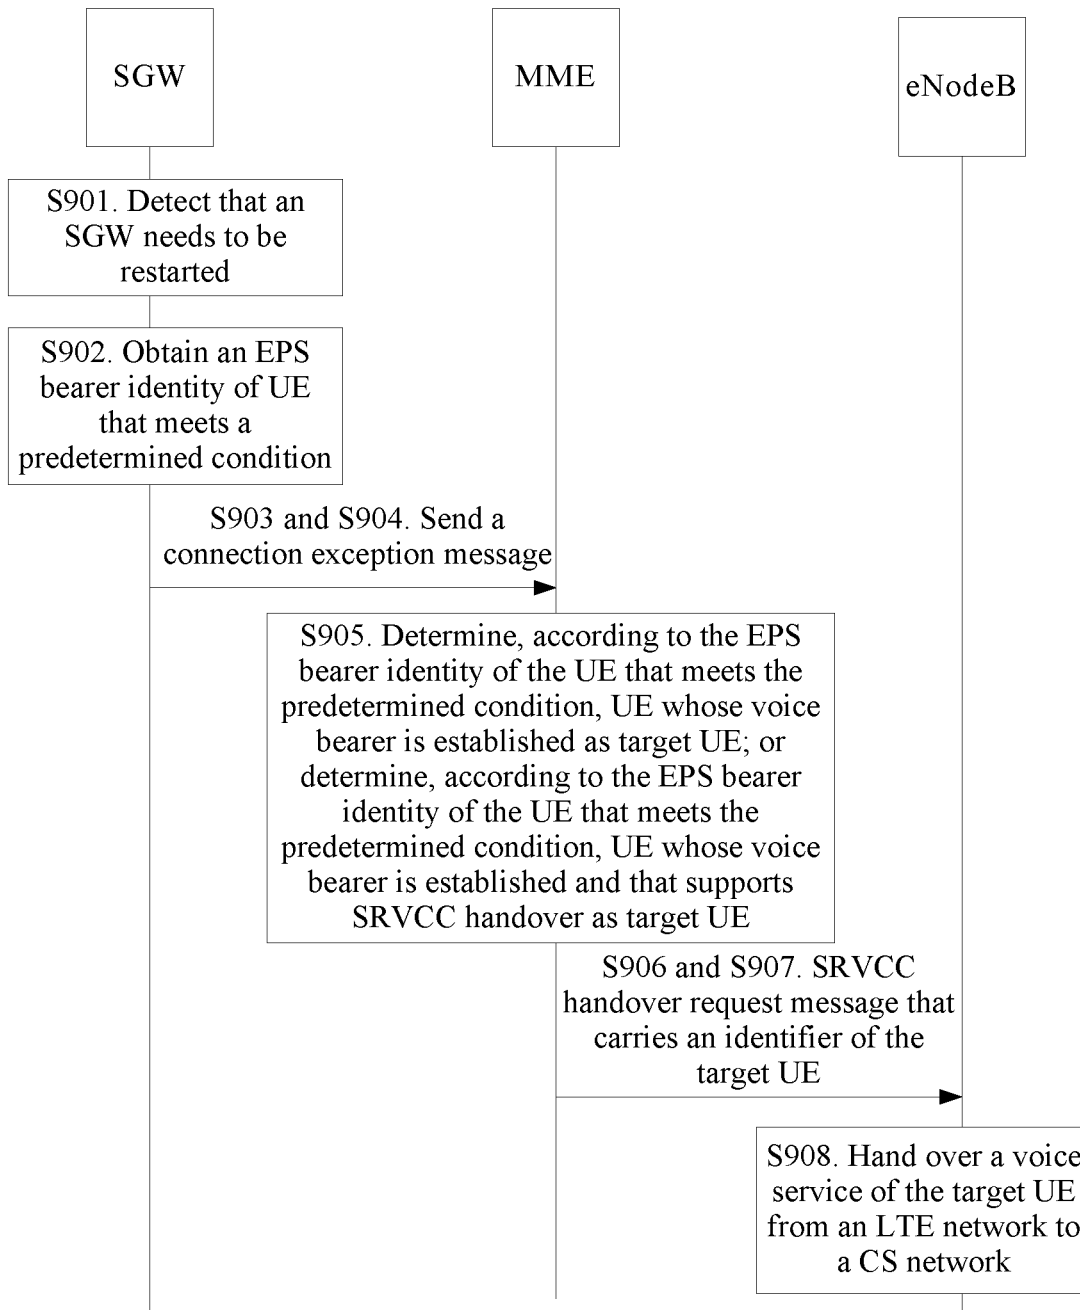 SGW
MME
eNodeB
S901. Detect that an
SGW needs to be
restarted
S902. Obtain an EPS
bearer identity of UE
that meets a
predetermined condition
S903 and S904. Send a
connection exception message
S905. Determine, according to the EPS
bearer identity of the UE that meets the
predetermined condition, UE whose voice
bearer is established as target UE; or
determine, according to the EPS bearer
identity of the UE that meets the
predetermined condition, UE whose voice
bearer is established and that supports
SRVCC handover as target UE
S906 and S907. SRVCC
handover request message that
carries an identifier of the
target UE
S908. Hand over a voice
service of the target UE
from an LTE network to
a CS network